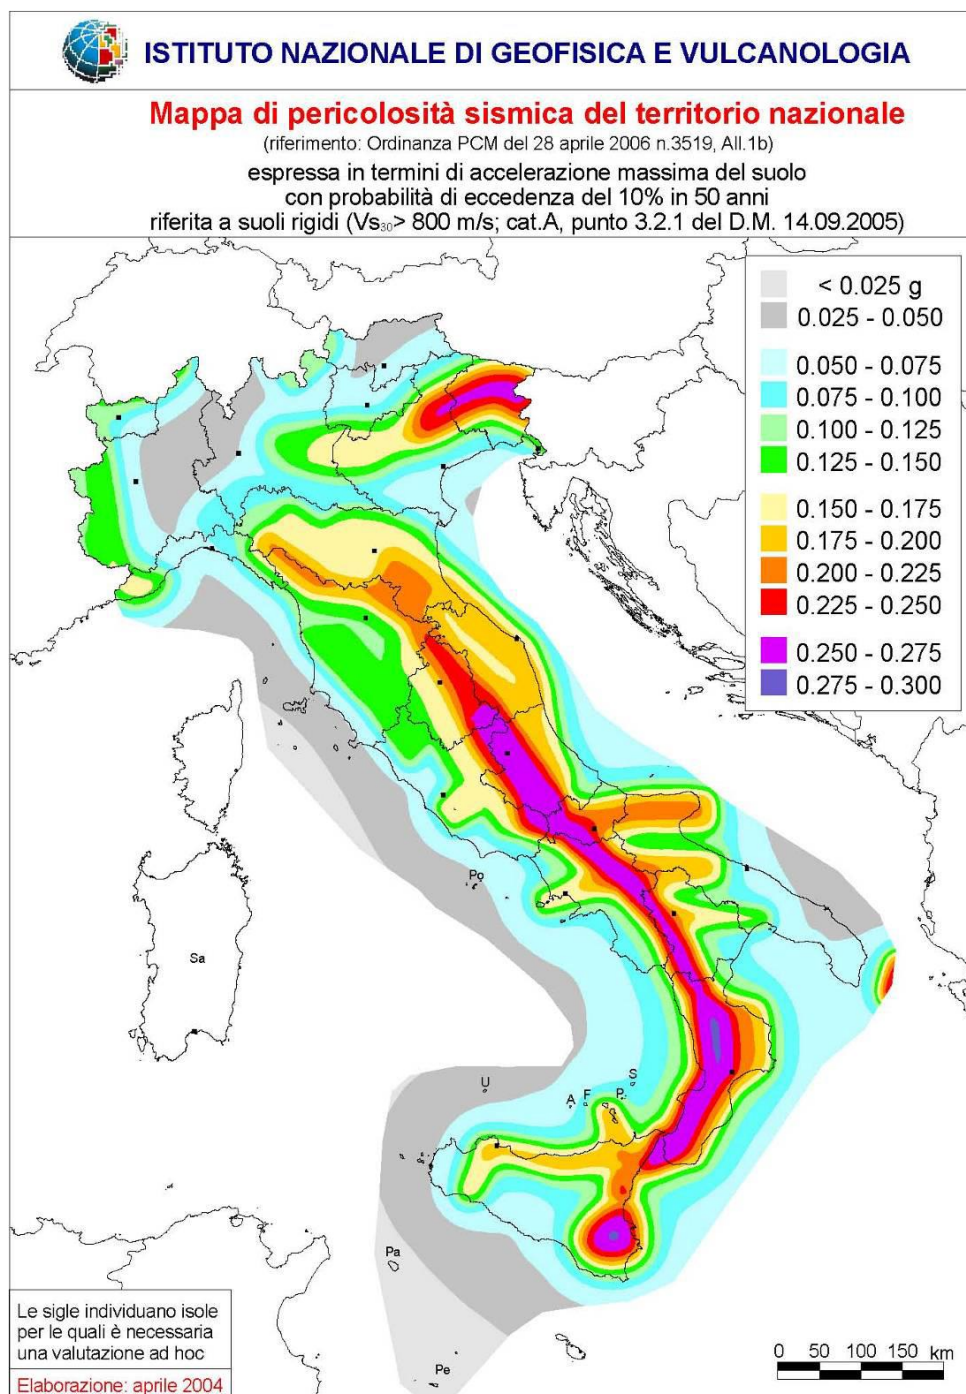 ISTITUTO NAZIONALE DI GEOFISICA E VULCANOLOGIA
Mappa di pericolosità sismica del territorio nazionale
(riferimento: Ordinanza PCM del 28 aprile 2006 n.3519, All.1b)
espressa in termini di accelerazione massima del suolo
con probabilità di eccedenza del 10% in 50 anni
riferita a suoli rigidi (Vs30> 800 m/s; cat.A, punto 3.2.1 del D.M. 14.09.2005)
< 0.025 g
0.025 - 0.050
0.050 - 0.075
0.075 - 0.100
0.100 - 0.125
0.125 - 0.150
0.150 - 0.175
0.175 - 0.200
0.200 - 0.225
0.225 - 0.250
0.250 - 0.275
0.275 - 0.300
Po
Sa
U
S
A
F
P
Pa
Pe
Le sigle individuano isole
per le quali è necessaria
una valutazione ad hoc
Elaborazione: aprile 2004
0 50 100 150 km